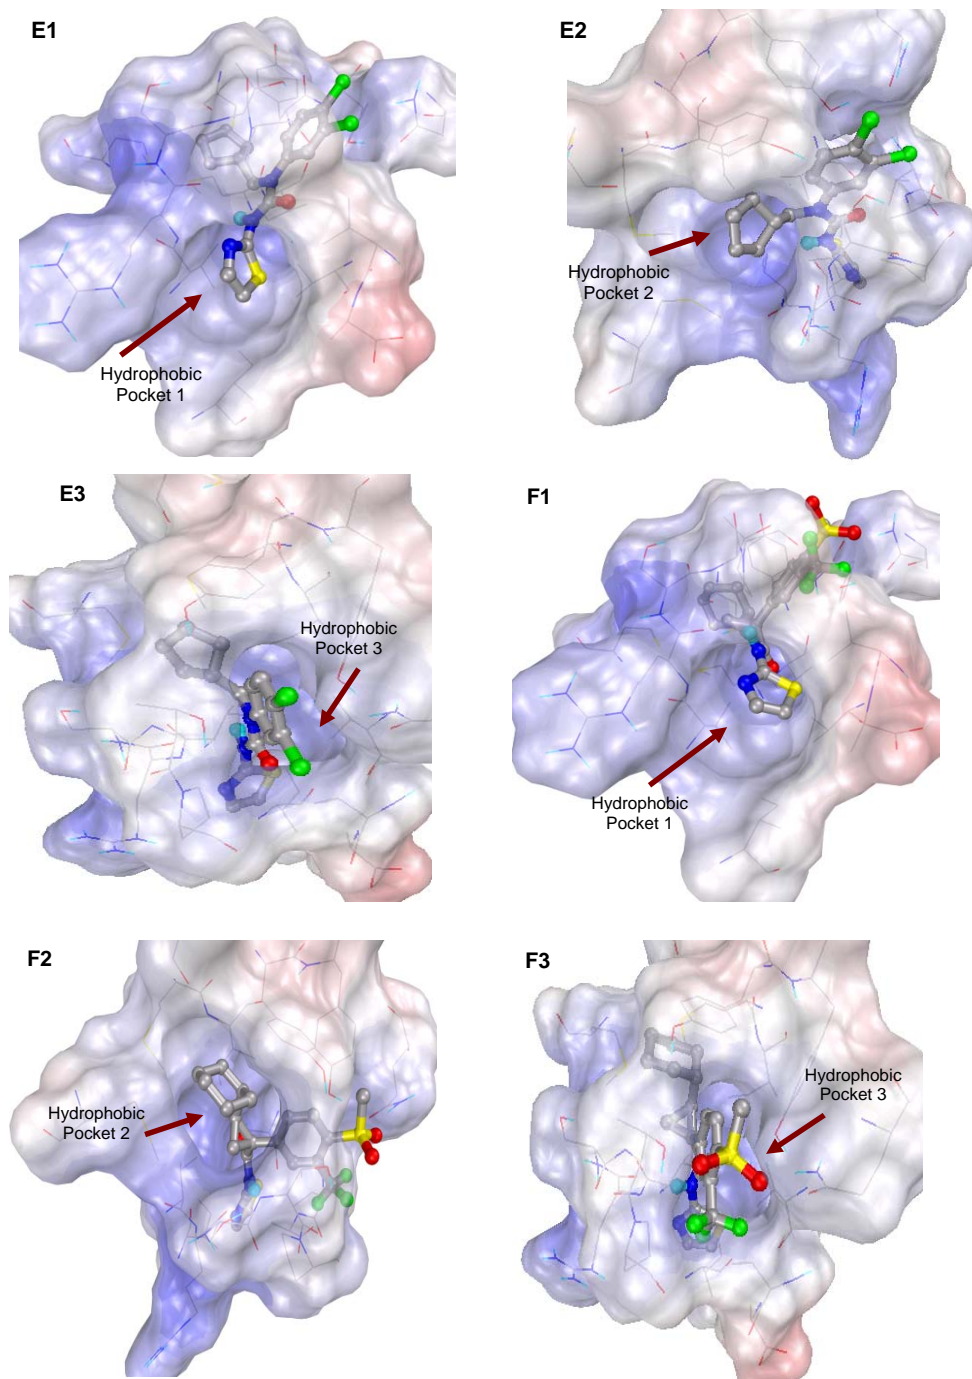 E1
E2
Hydrophobic
Pocket 1
Hydrophobic
Pocket 2
E3
F1
Hydrophobic
Pocket 3
Hydrophobic
Pocket 1
F2
F3
Hydrophobic
Pocket 2
Hydrophobic
Pocket 3